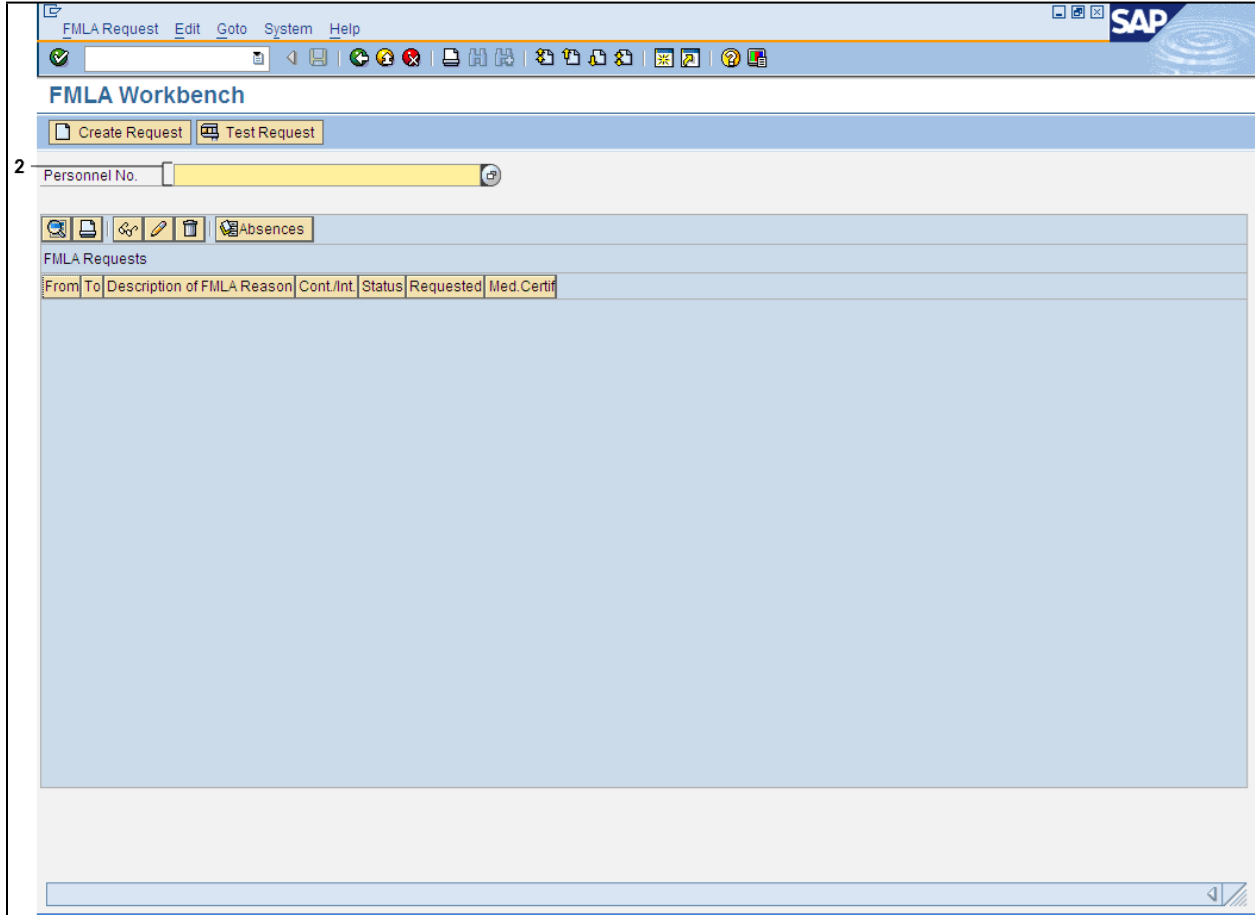 FMLA Request Edit Goto System Help
SAP
FMLA Workbench
Create Request Test Request
2
Personnel No.
Absences
FMLA Requests
From To Description of FMLA Reason Cont./Int. Status Requested Med.Certif